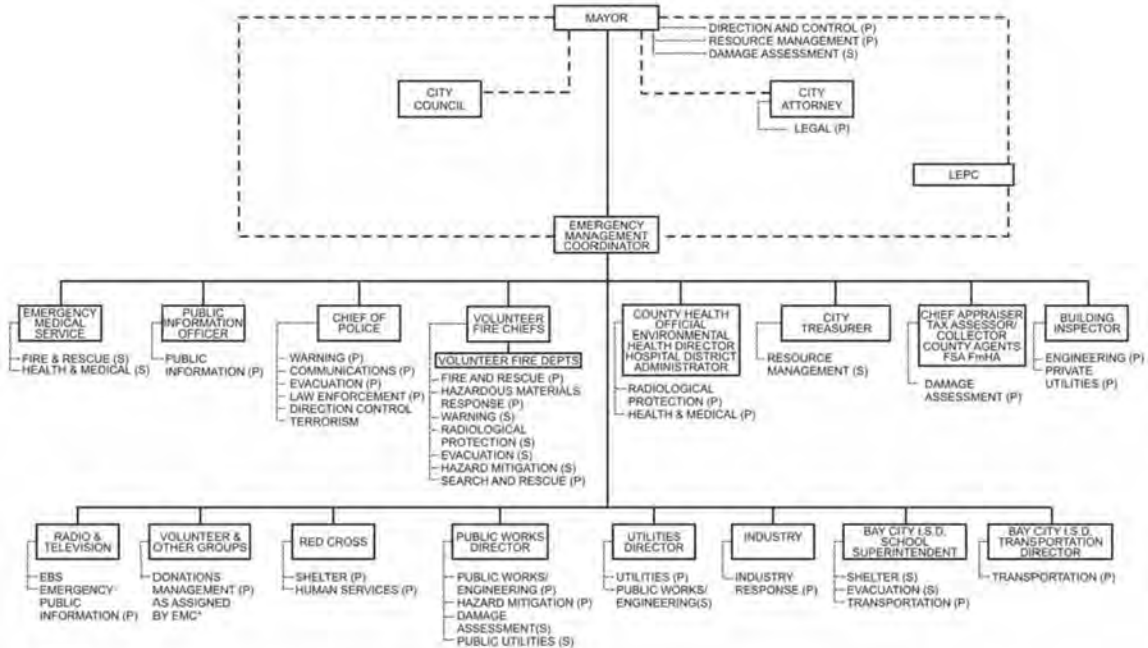 MAYOR
DIRECTION AND CONTROL (P)
RESOURCE MANAGEMENT (P)
DAMAGE ASSESSMENT (S)
CITY
COUNCIL
CITY
ATTORNEY
LEGAL (P)
LEPC
EMERGENCY
MANAGEMENT
COORDINATOR
EMERGENCY
MEDICAL
SERVICE
FIRE & RESCUE (S)
HEALTH & MEDICAL (S)
PUBLIC
INFORMATION
OFFICER
PUBLIC
INFORMATION (P)
CHIEF OF
POLICE
WARNING (P)
COMMUNICATIONS (P)
EVACUATION (P)
LAW ENFORCEMENT (P)
DIRECTION CONTROL
TERRORISM
VOLUNTEER
FIRE CHIEFS
VOLUNTEER FIRE DEPTS
FIRE AND RESCUE (P)
HAZARDOUS MATERIALS
RESPONSE (P)
WARNING (S)
RADIOLOGICAL
PROTECTION (S)
EVACUATION (S)
HAZARD MITIGATION (S)
SEARCH AND RESCUE (P)
COUNTY HEALTH
OFFICIAL
ENVIRONMENTAL
HEALTH DIRECTOR
HOSPITAL DISTRICT
ADMINISTRATOR
RADIOLOGICAL
PROTECTION (P)
HEALTH & MEDICAL (P)
CITY
TREASURER
RESOURCE
MANAGEMENT (S)
CHIEF APPRAISER
TAX ASSESSOR/
COLLECTOR
COUNTY AGENTS
FSA FmHA
DAMAGE
ASSESSMENT (P)
BUILDING
INSPECTOR
ENGINEERING (P)
PRIVATE
UTILITIES (P)
RADIO &
TELEVISION
EBS
EMERGENCY
PUBLIC
INFORMATION (P)
VOLUNTEER &
OTHER GROUPS
DONATIONS
MANAGEMENT (P)
AS ASSIGNED
BY EMC*
RED CROSS
SHELTER (P)
HUMAN SERVICES (P)
PUBLIC WORKS
DIRECTOR
PUBLIC WORKS/
ENGINEERING (P)
HAZARD MITIGATION (P)
DAMAGE
ASSESSMENT(S)
PUBLIC UTILITIES (S)
UTILITIES
DIRECTOR
UTILITIES (P)
PUBLIC WORKS/
ENGINEERING(S)
INDUSTRY
INDUSTRY
RESPONSE (P)
BAY CITY I.S.D.
SCHOOL
SUPERINTENDENT
SHELTER (S)
EVACUATION (S)
TRANSPORTATION (P)
BAY CITY I.S.D.
TRANSPORTATION
DIRECTOR
TRANSPORTATION (P)